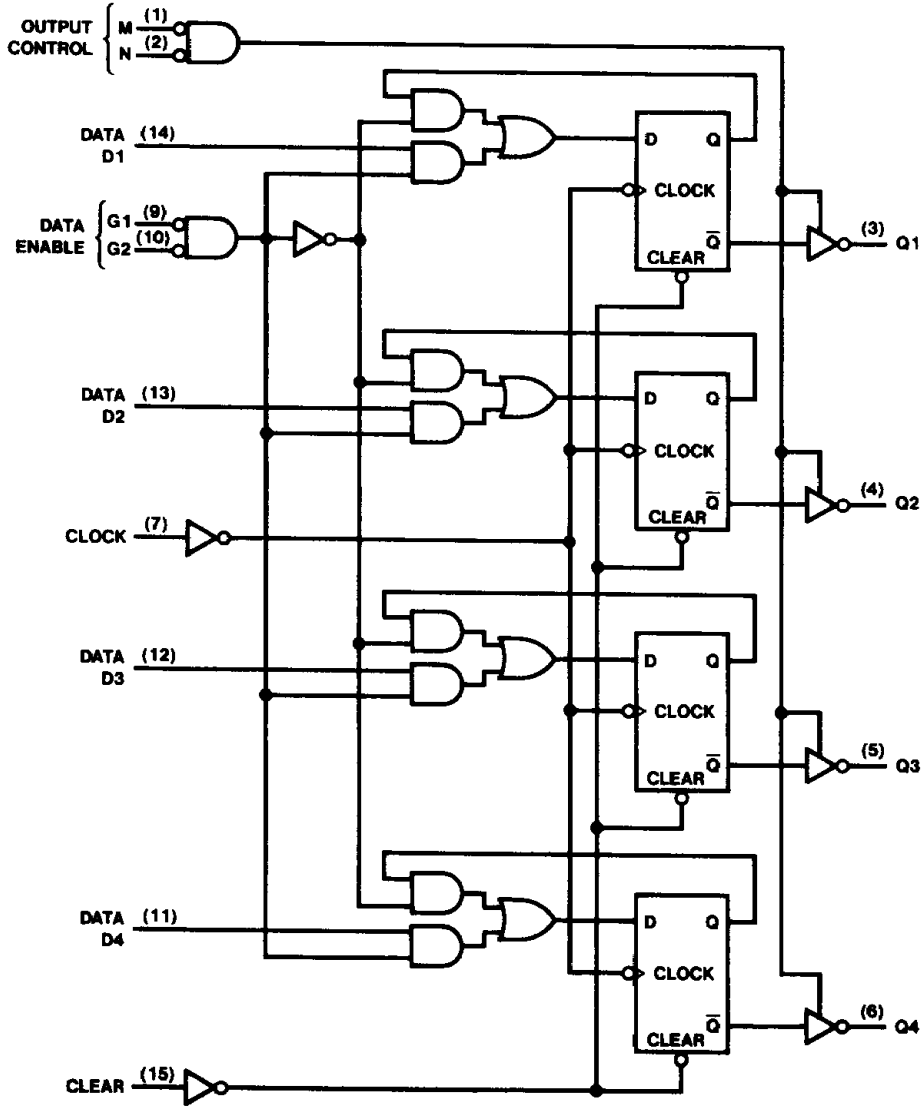 OUTPUT CONTROL
M (1)
N (2)
DATA D1 (14)
DATA ENABLE
G1 (9)
G2 (10)
D Q
CLOCK
Q̅
CLEAR
(3) Q1
DATA D2 (13)
D Q
CLOCK
Q̅
CLEAR
(4) Q2
CLOCK (7)
DATA D3 (12)
D Q
CLOCK
Q̅
CLEAR
(5) Q3
DATA D4 (11)
D Q
CLOCK
Q̅
CLEAR
(6) Q4
CLEAR (15)